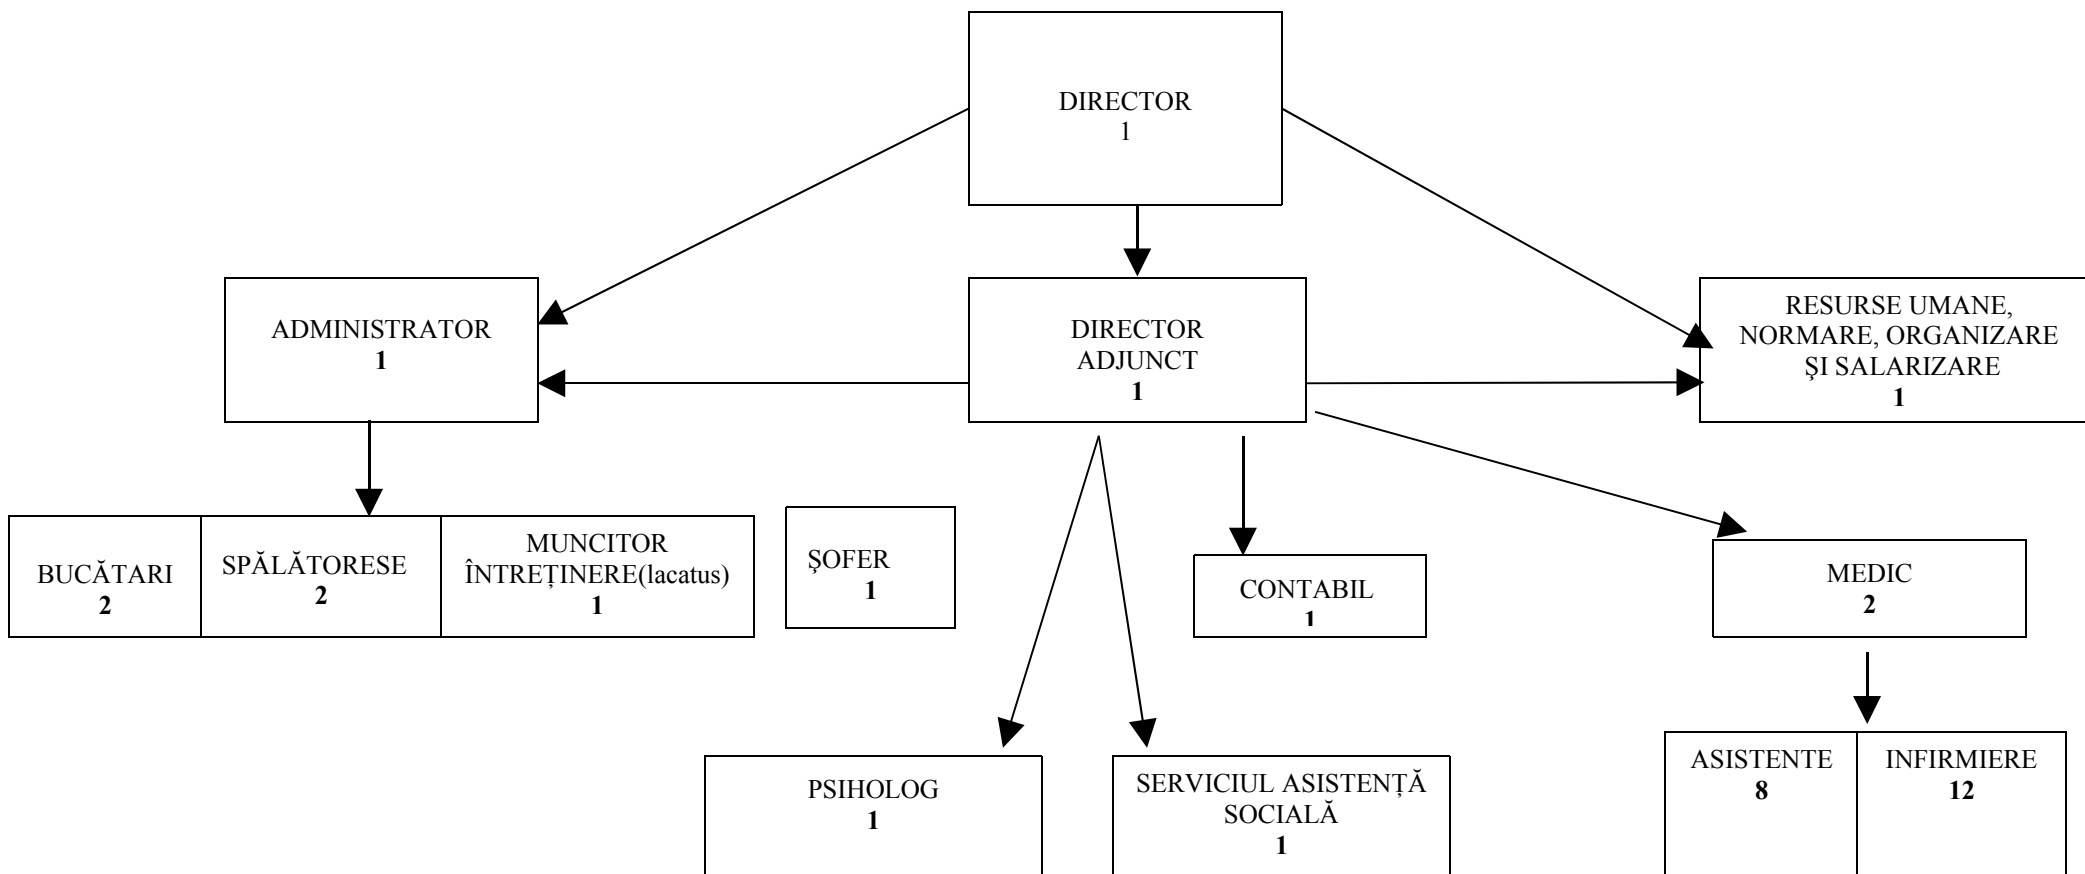 DIRECTOR
1
ADMINISTRATOR
1
DIRECTOR
ADJUNCT
1
RESURSE UMANE,
NORMARE, ORGANIZARE
ŞI SALARIZARE
1
BUCĂTARI
2
SPĂLĂTORESE
2
MUNCITOR
ÎNTREȚINERE(lacatus)
1
ŞOFER
1
CONTABIL
1
MEDIC
2
PSIHOLOG
1
SERVICIUL ASISTENȚĂ
SOCIALĂ
1
ASISTENTE
8
INFIRMIERE
12